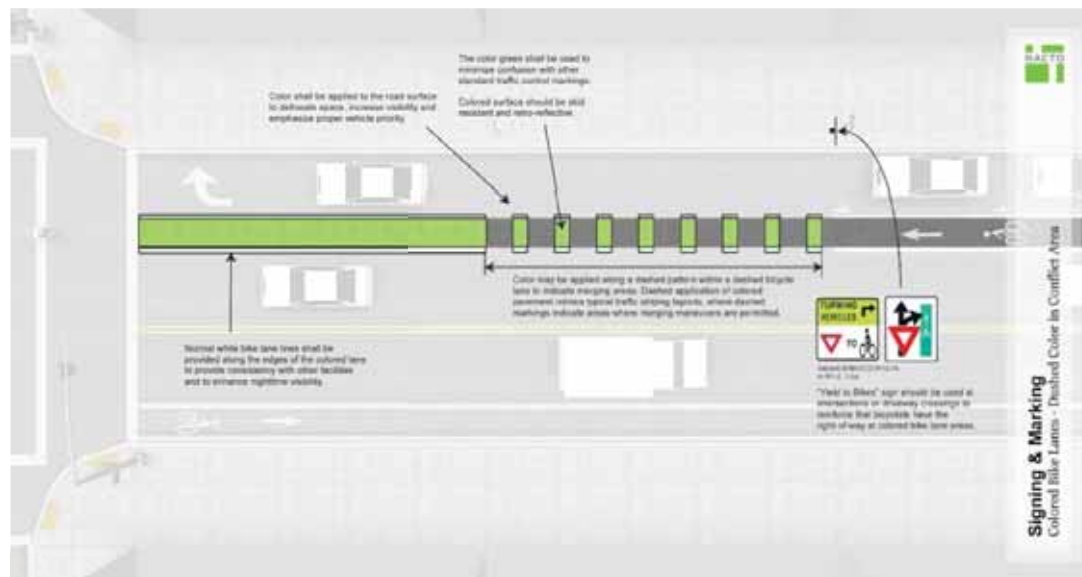 NACTO
The color green shall be used to
minimize confusion with other
standard traffic control markings.
Colored surface should be skid
resistant and retro-reflective.
Color shall be applied to the road surface
to delineate space, increase visibility and
emphasize proper vehicle priority.
Color may be applied along a dashed pattern within a dashed bicycle
lane to indicate merging areas. Dashed application of colored
pavement mimics typical traffic striping layouts, where dashed
markings indicate areas where merging maneuvers are permitted.
Normal white bike lane lines shall be
provided along the edges of the colored lane
to provide consistency with other facilities
and to enhance nighttime visibility.
TURNING
VEHICLES
TO
"Yield to Bikes" sign should be used at
intersections or driveway crossings to
reinforce that bicyclists have the
right-of-way at colored bike lane areas.
Signing & Marking
Colored Bike Lanes - Dashed Color in Conflict Area